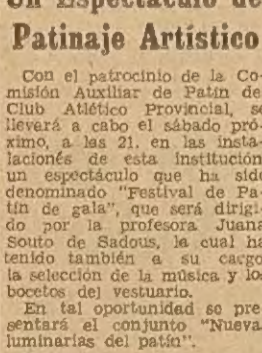 Un Espectáculo de
Patinaje Artístico
Con el patrocinio de la Co-
misión Auxiliar de Patín del
Club Atlético Provincial, se
llevará a cabo el sábado pró-
ximo, a las 21, en las insta-
laciones de esta institución
un espectáculo que ha sido
denominado "Festival de Pa-
tín de gala", que será dirigi-
do por la profesora Juana
Souto de Sadous, la cual ha
tenido también a su cargo
la selección de la música y los
bocetos del vestuario.
En tal oportunidad se pre-
sentará el conjunto "Nuevas
luminarias del patín".